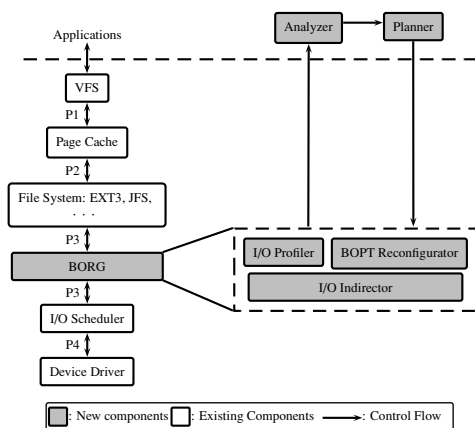 Applications
Analyzer
Planner
VFS
P1
Page Cache
P2
File System: EXT3, JFS,
. . .
P3
BORG
P3
I/O Scheduler
P4
Device Driver
I/O Profiler
BOPT Reconfigurator
I/O Indirector
: New components
: Existing Components
: Control Flow